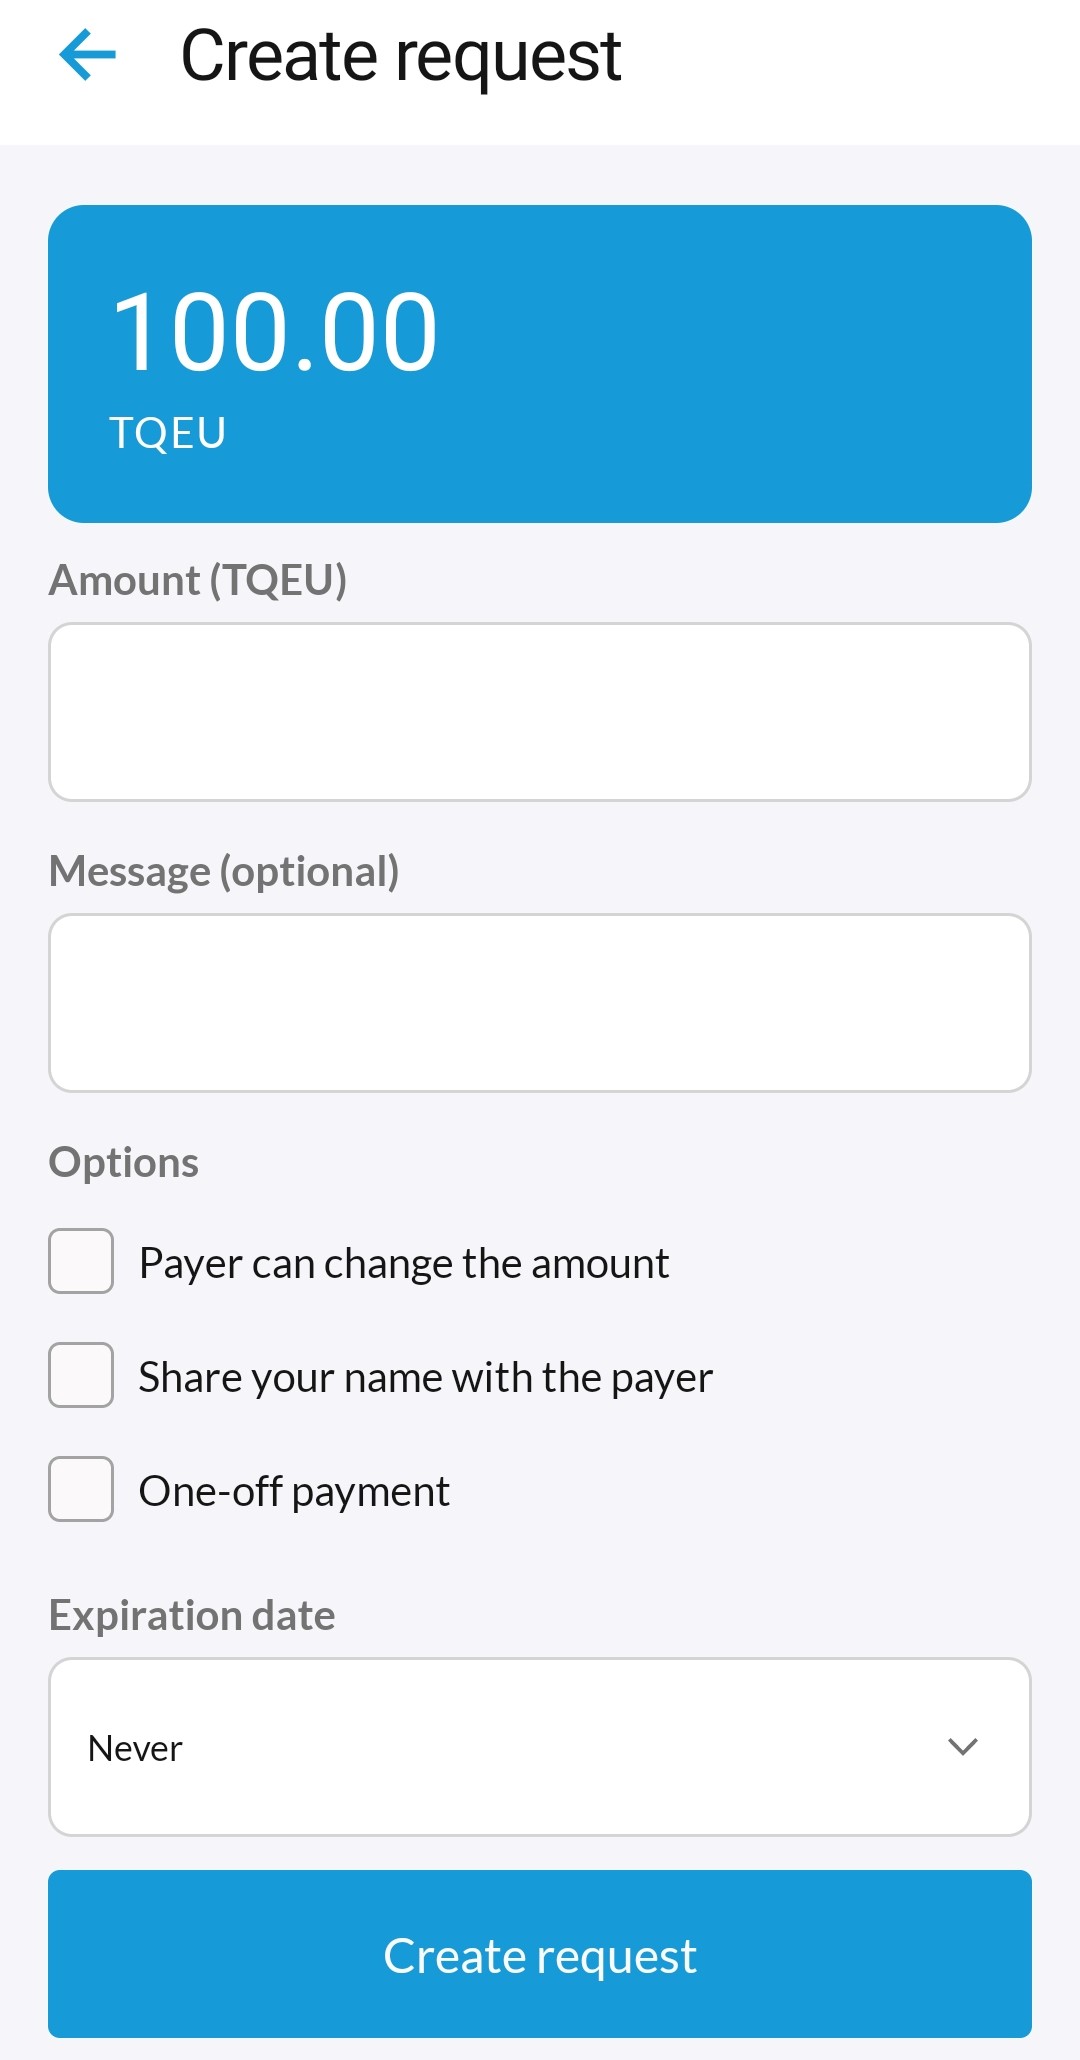 Create request
100.00
TQEU
Amount (TQEU)
Message (optional)
Options
Payer can change the amount
Share your name with the payer
One-off payment
Expiration date
Never
Create request